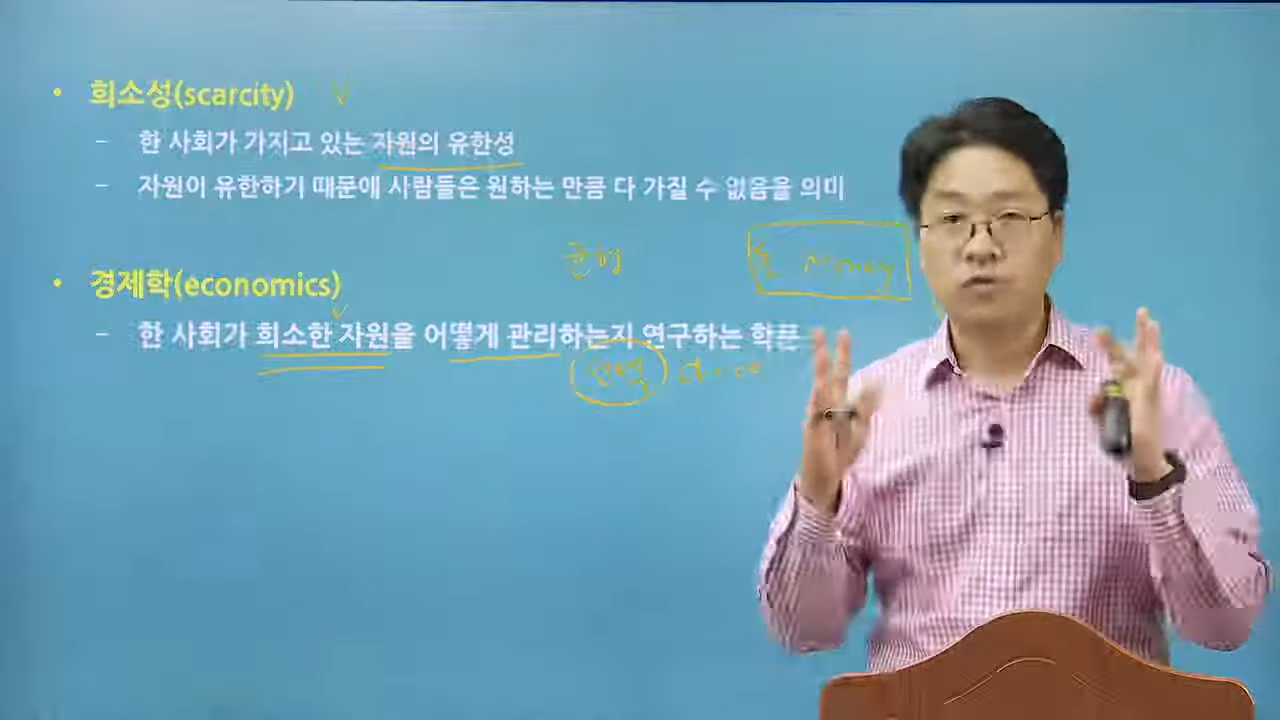 • 희소성(scarcity)
– 한 사회가 가지고 있는 자원의 유한성
– 자원이 유한하기 때문에 사람들은 원하는 만큼 다 가질 수 없음을 의미
돈 Money
• 경제학(economics)
– 한 사회가 희소한 자원을 어떻게 관리하는지 연구하는 학문
선택